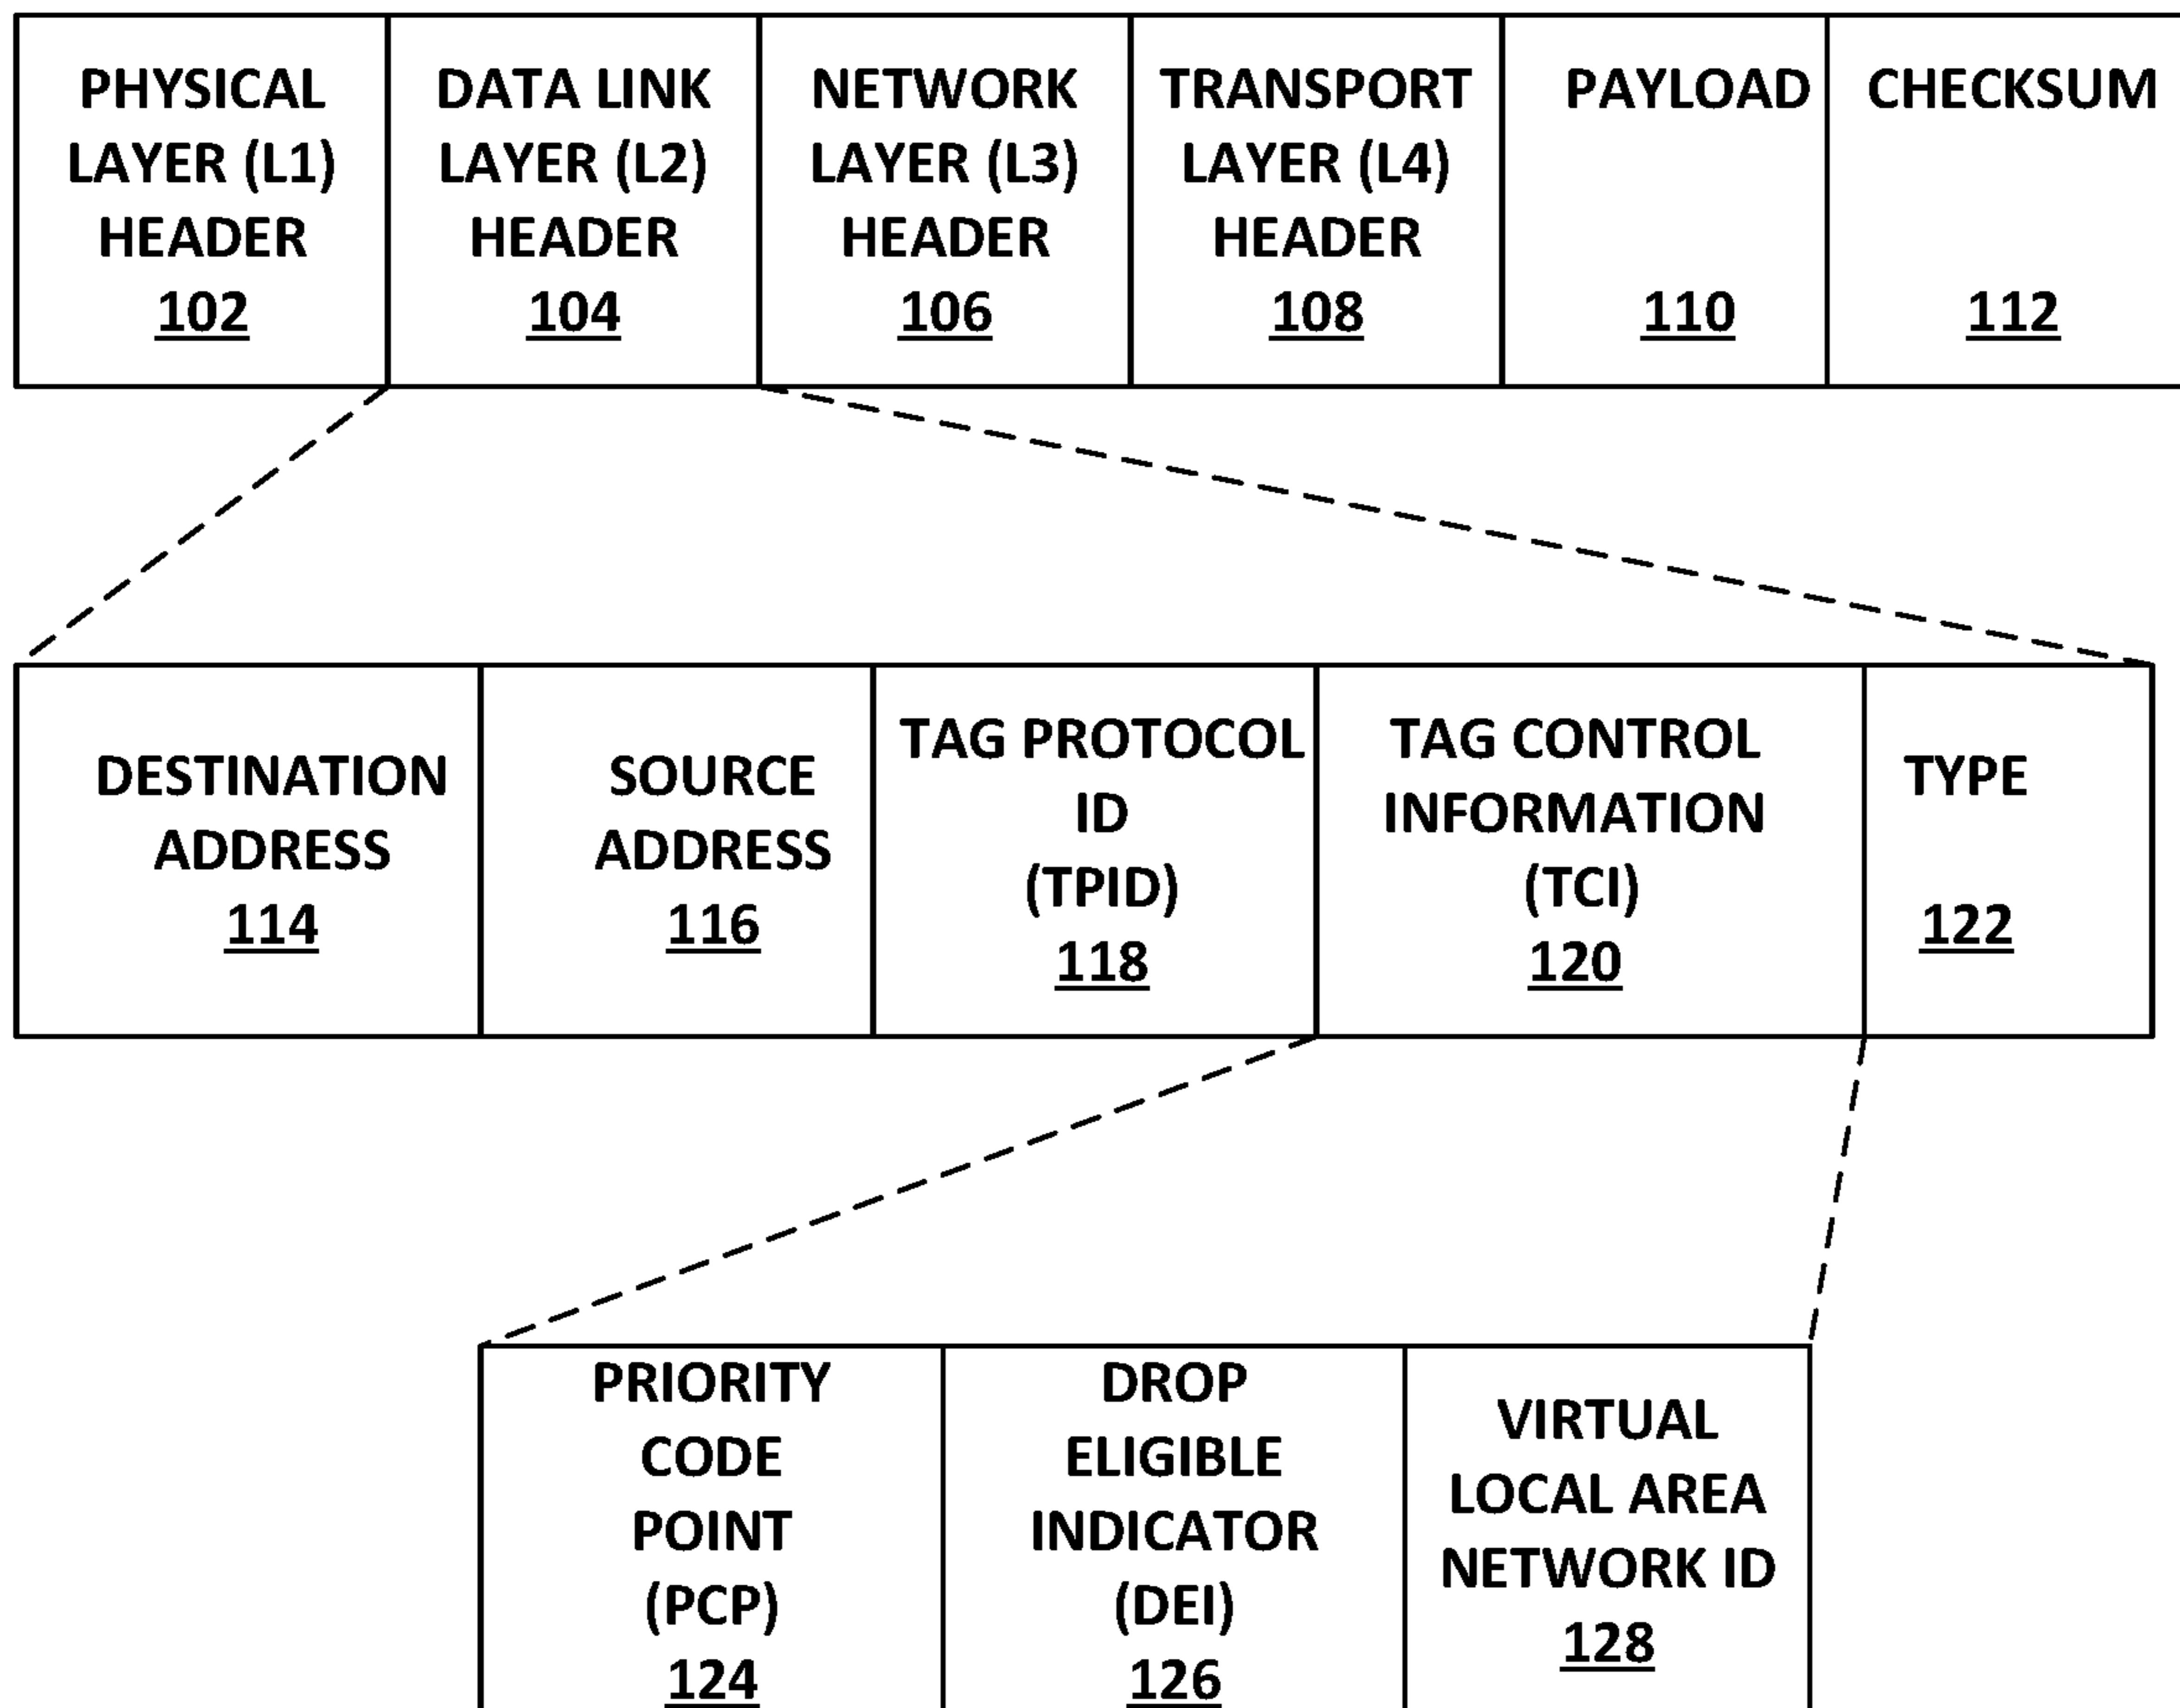 PHYSICAL
LAYER (L1)
HEADER
102
DATA LINK
LAYER (L2)
HEADER
104
NETWORK
LAYER (L3)
HEADER
106
TRANSPORT
LAYER (L4)
HEADER
108
PAYLOAD
110
CHECKSUM
112
DESTINATION
ADDRESS
114
SOURCE
ADDRESS
116
TAG PROTOCOL
ID
(TPID)
118
TAG CONTROL
INFORMATION
(TCI)
120
TYPE
122
PRIORITY
CODE
POINT
(PCP)
124
DROP
ELIGIBLE
INDICATOR
(DEI)
126
VIRTUAL
LOCAL AREA
NETWORK ID
128